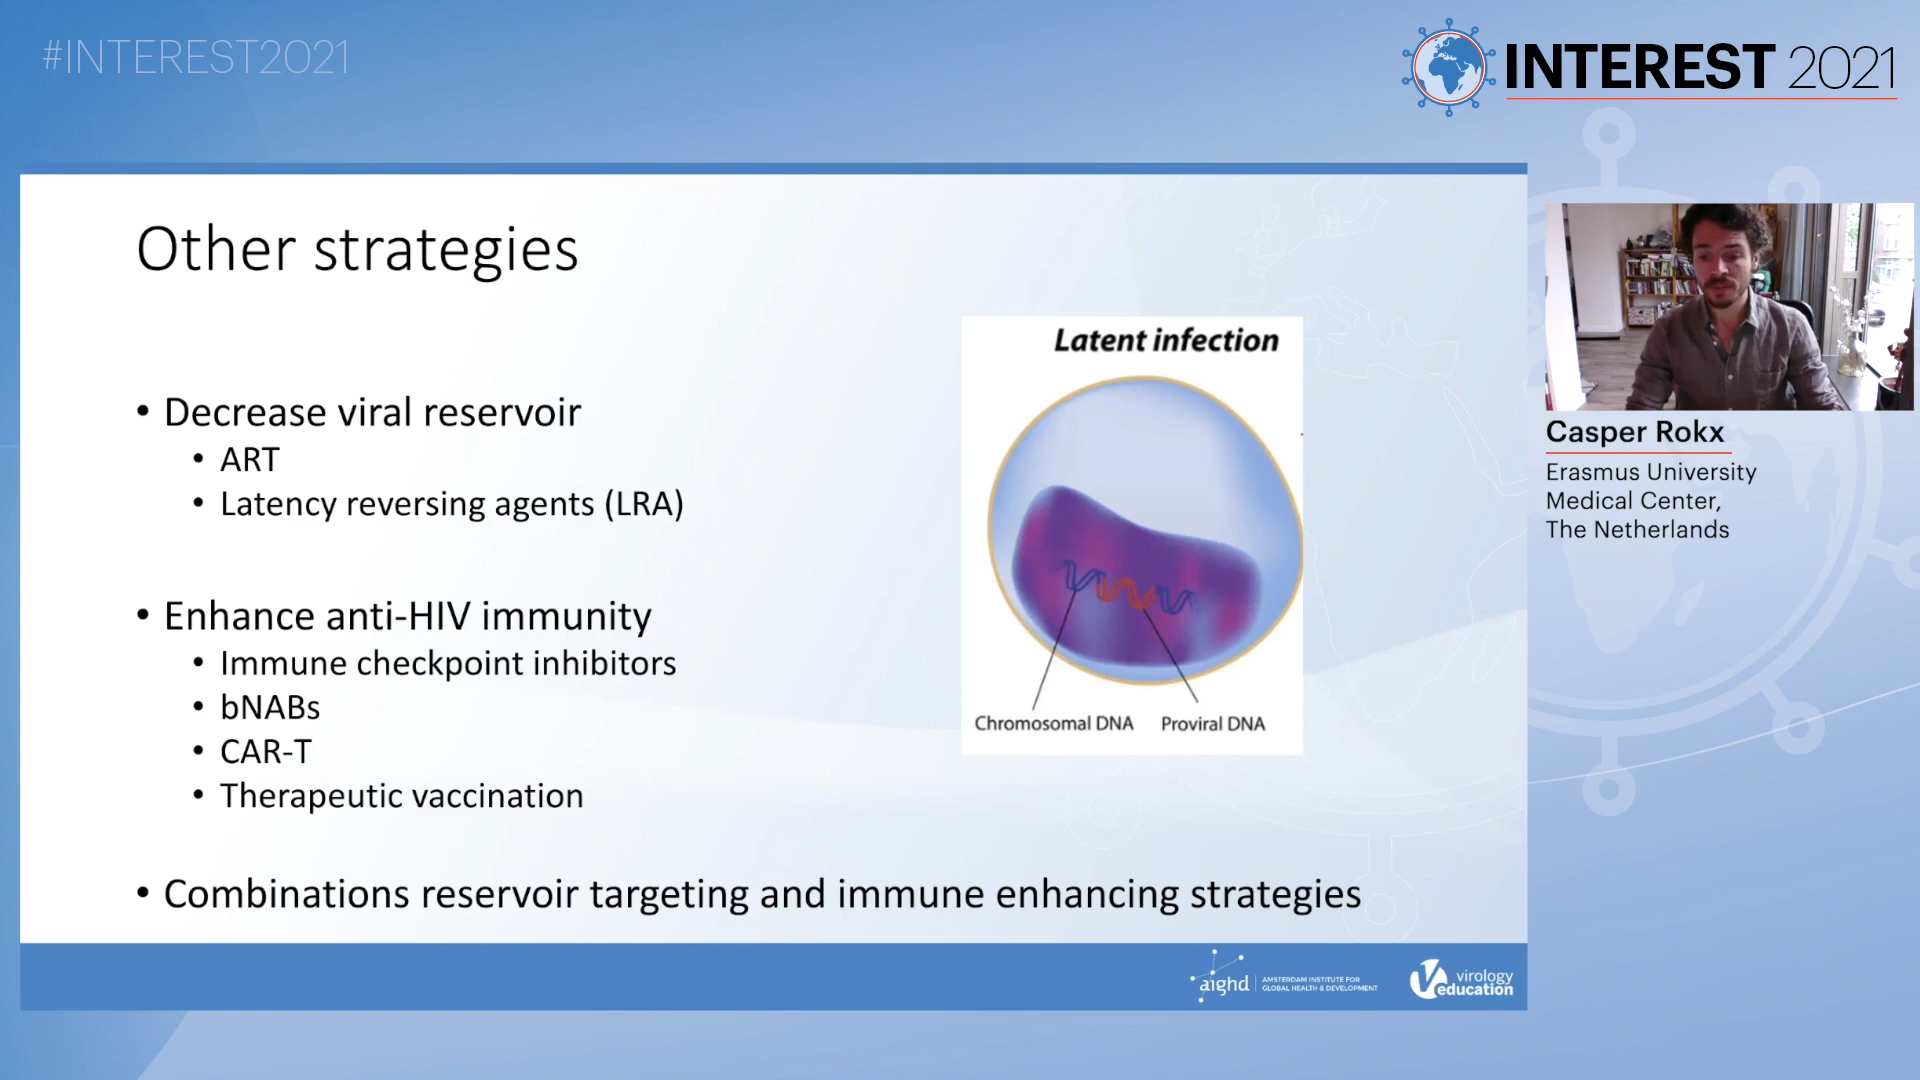 #INTEREST2021
INTEREST 2021
Other strategies
• Decrease viral reservoir
• ART
• Latency reversing agents (LRA)
• Enhance anti-HIV immunity
• Immune checkpoint inhibitors
• bNABs
• CAR-T
• Therapeutic vaccination
• Combinations reservoir targeting and immune enhancing strategies
Latent infection
Chromosomal DNA Proviral DNA
Casper Rokx
Erasmus University
Medical Center,
The Netherlands
aighd
AMSTERDAM INSTITUTE FOR
GLOBAL HEALTH & DEVELOPMENT
virology
education